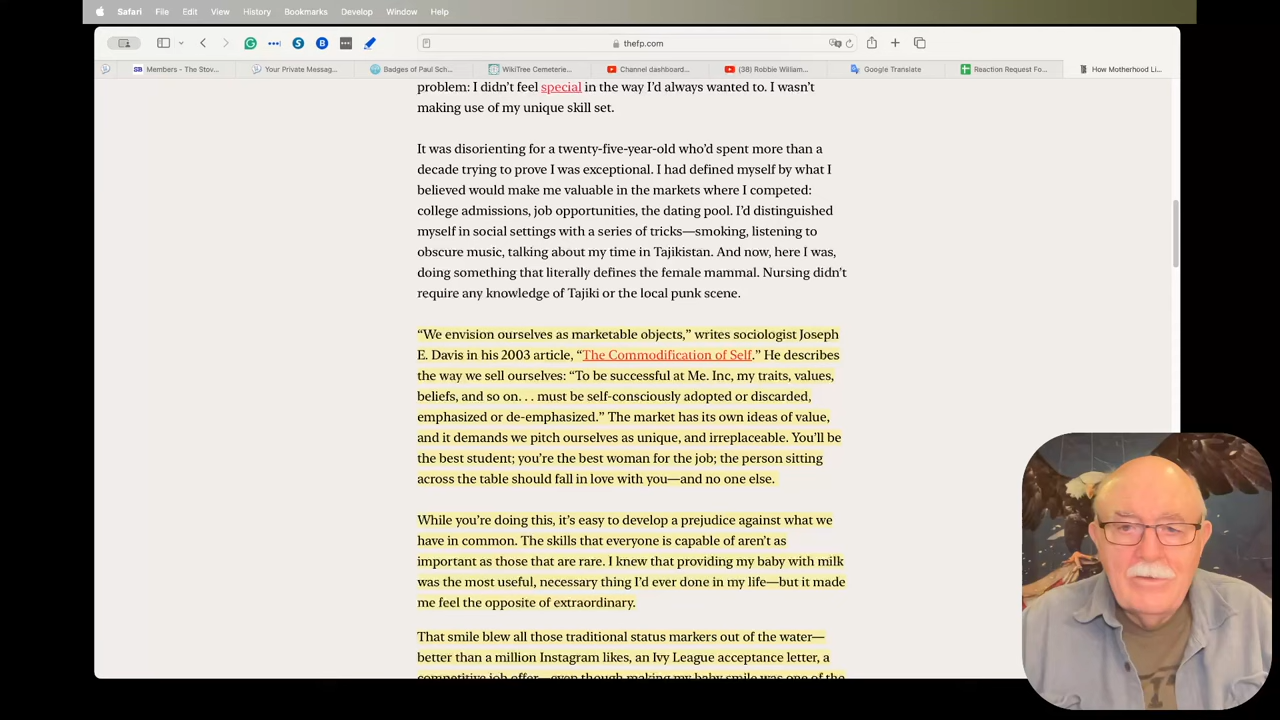 Safari File Edit View History Bookmarks Develop Window Help
thefp.com
Members - The Stov... Your Private Messag... Badges of Paul Sch... WikiTree Cemeterie... Channel dashboard... (38) Robbie William... Google Translate Reaction Request Fo... How Motherhood Li...
problem: I didn’t feel special in the way I’d always wanted to. I wasn’t
making use of my unique skill set.
It was disorienting for a twenty-five-year-old who’d spent more than a
decade trying to prove I was exceptional. I had defined myself by what I
believed would make me valuable in the markets where I competed:
college admissions, job opportunities, the dating pool. I’d distinguished
myself in social settings with a series of tricks—smoking, listening to
obscure music, talking about my time in Tajikistan. And now, here I was,
doing something that literally defines the female mammal. Nursing didn’t
require any knowledge of Tajiki or the local punk scene.
“We envision ourselves as marketable objects,” writes sociologist Joseph
E. Davis in his 2003 article, “The Commodification of Self.” He describes
the way we sell ourselves: “To be successful at Me. Inc, my traits, values,
beliefs, and so on. . . must be self-consciously adopted or discarded,
emphasized or de-emphasized.” The market has its own ideas of value,
and it demands we pitch ourselves as unique, and irreplaceable. You’ll be
the best student; you’re the best woman for the job; the person sitting
across the table should fall in love with you—and no one else.
While you’re doing this, it’s easy to develop a prejudice against what we
have in common. The skills that everyone is capable of aren’t as
important as those that are rare. I knew that providing my baby with milk
was the most useful, necessary thing I’d ever done in my life—but it made
me feel the opposite of extraordinary.
That smile blew all those traditional status markers out of the water—
better than a million Instagram likes, an Ivy League acceptance letter, a
competitive job offer—even though making my baby smile was one of the